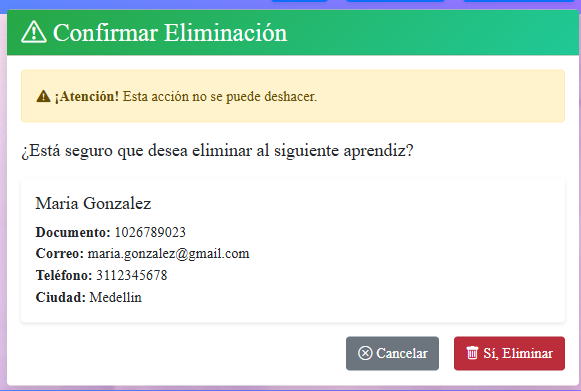 Confirmar Eliminación
¡Atención! Esta acción no se puede deshacer.
¿Está seguro que desea eliminar al siguiente aprendiz?
Maria Gonzalez
Documento: 1026789023
Correo: maria.gonzalez@gmail.com
Teléfono: 3112345678
Ciudad: Medellin
Cancelar
Sí, Eliminar